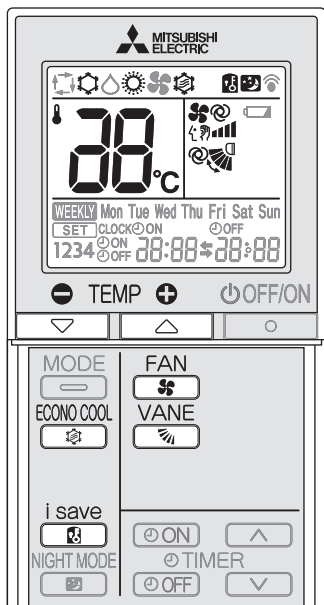 MITSUBISHI
ELECTRIC
88°C
WEEKLY Mon Tue Wed Thu Fri Sat Sun
SET CLOCK ON OFF
1234 ON OFF 88:88 88:88
TEMP OFF/ON
MODE FAN
ECONO COOL VANE
i save
ON
NIGHT MODE TIMER
OFF